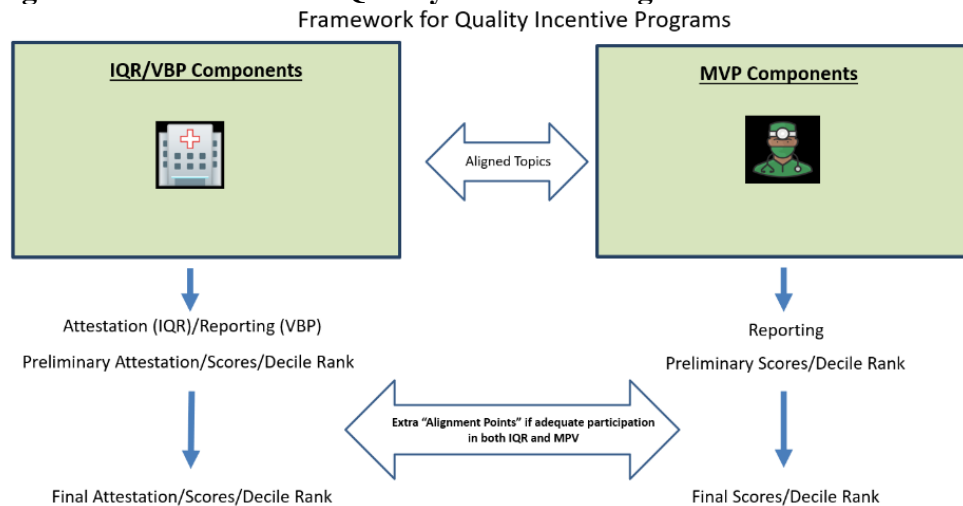 Framework for Quality Incentive Programs
IQR/VBP Components
MVP Components
Aligned Topics
Attestation (IQR)/Reporting (VBP)
Reporting
Preliminary Attestation/Scores/Decile Rank
Preliminary Scores/Decile Rank
Extra “Alignment Points” if adequate participation
in both IQR and MPV
Final Attestation/Scores/Decile Rank
Final Scores/Decile Rank